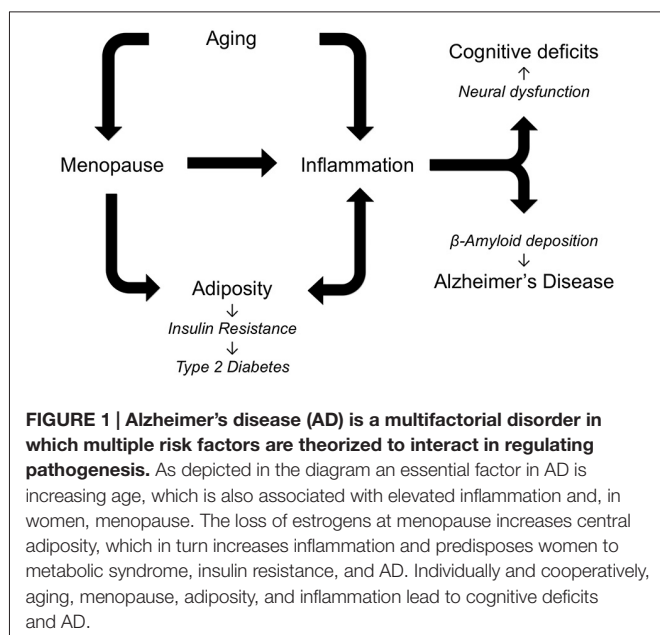 Aging
Cognitive deficits
↑
Neural dysfunction
Menopause
Inflammation
β-Amyloid deposition
↓
Alzheimer's Disease
Adiposity
↓
Insulin Resistance
↓
Type 2 Diabetes
FIGURE 1 | Alzheimer's disease (AD) is a multifactorial disorder in
which multiple risk factors are theorized to interact in regulating
pathogenesis. As depicted in the diagram an essential factor in AD is
increasing age, which is also associated with elevated inflammation and, in
women, menopause. The loss of estrogens at menopause increases central
adiposity, which in turn increases inflammation and predisposes women to
metabolic syndrome, insulin resistance, and AD. Individually and cooperatively,
aging, menopause, adiposity, and inflammation lead to cognitive deficits
and AD.